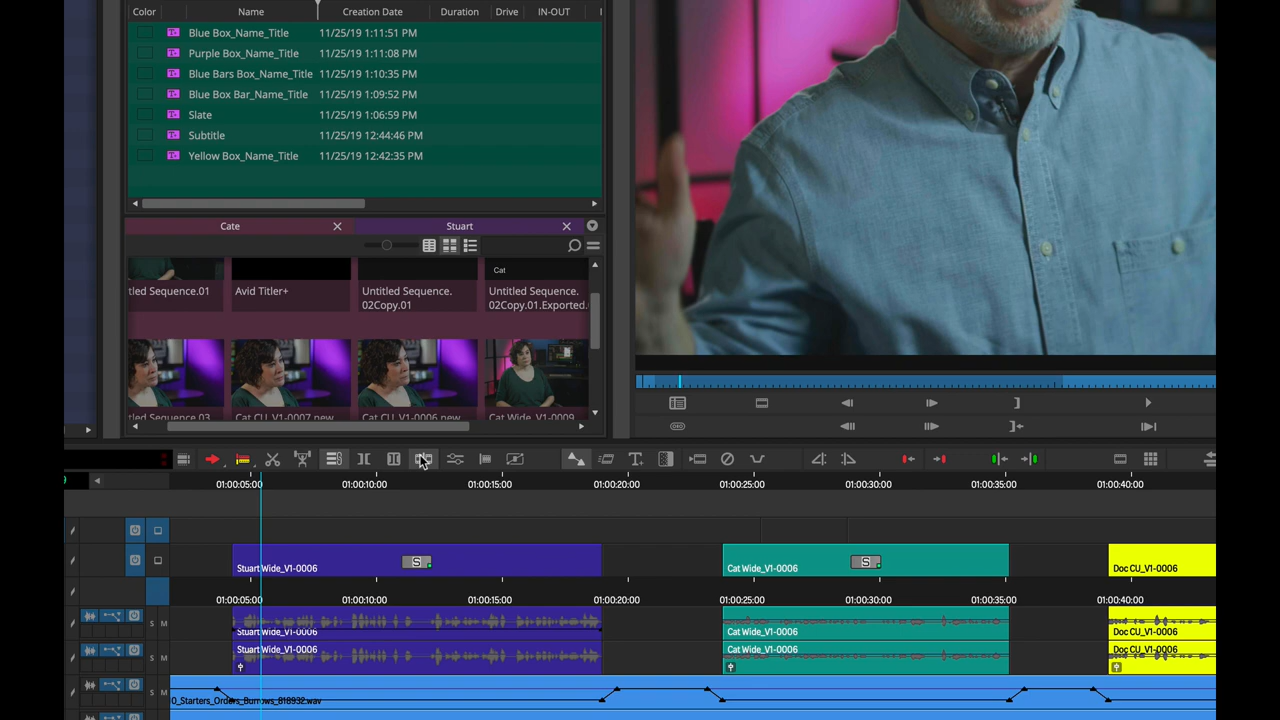 Color Name Creation Date Duration Drive IN-OUT
Blue Box_Name_Title 11/25/19 1:11:51 PM
Purple Box_Name_Title 11/25/19 1:11:08 PM
Blue Bars Box_Name_Title 11/25/19 1:10:35 PM
Blue Box Bar_Name_Title 11/25/19 1:09:52 PM
Slate 11/25/19 1:06:59 PM
Subtitle 11/25/19 12:44:46 PM
Yellow Box_Name_Title 11/25/19 12:42:35 PM
Cate Stuart
Cat
tled Sequence.01 Avid Titler+ Untitled Sequence. Untitled Sequence.
02Copy.01 02Copy.01.Exported.
tled Sequence.03 Cat CU_V1-0007.new Cat CU_V1-0006.new Cat Wide_V1-0009
9 01:00:05:00 01:00:10:00 01:00:15:00 01:00:20:00 01:00:25:00 01:00:30:00 01:00:35:00 01:00:40:00
S S
Stuart Wide_V1-0006 Cat Wide_V1-0006 Doc CU_V1-0006
01:00:05:00 01:00:10:00 01:00:15:00 01:00:20:00 01:00:25:00 01:00:30:00 01:00:35:00 01:00:40:00
S M
Stuart Wide_V1-0006 Cat Wide_V1-0006 Doc CU_V1-0006
Stuart Wide_V1-0006 Cat Wide_V1-0006 Doc CU_V1-0006
S M
S M
0_Starters_Orders_Burrows_818932.wav